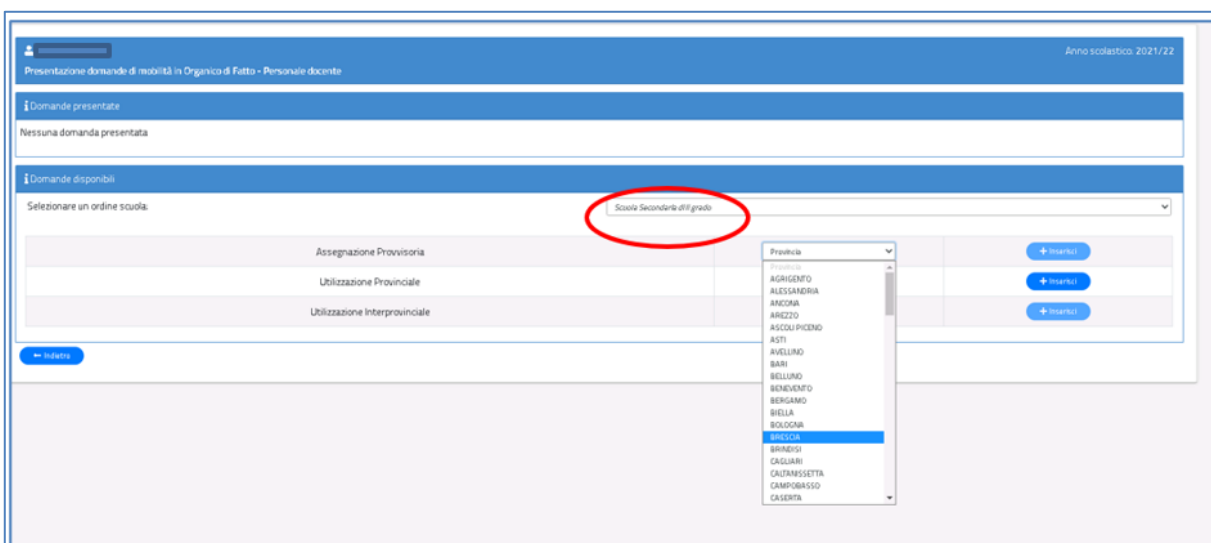 Anno scolastico: 2021/22
Presentazione domande di mobilità in Organico di Fatto - Personale docente
Domande presentate
Nessuna domanda presentata
Domande disponibili
Selezionare un ordine scuola:
Scuola Secondaria di II grado
Assegnazione Provvisoria
Provincia
+ Inserisci
Utilizzazione Provinciale
+ Inserisci
Utilizzazione Interprovinciale
+ Inserisci
Provincia
AGRIGENTO
ALESSANDRIA
ANCONA
AREZZO
ASCOLI PICENO
ASTI
AVELLINO
BARI
BELLUNO
BENEVENTO
BERGAMO
BIELLA
BOLOGNA
BRESCIA
BRINDISI
CAGLIARI
CALTANISSETTA
CAMPOBASSO
CASERTA
← Indietro